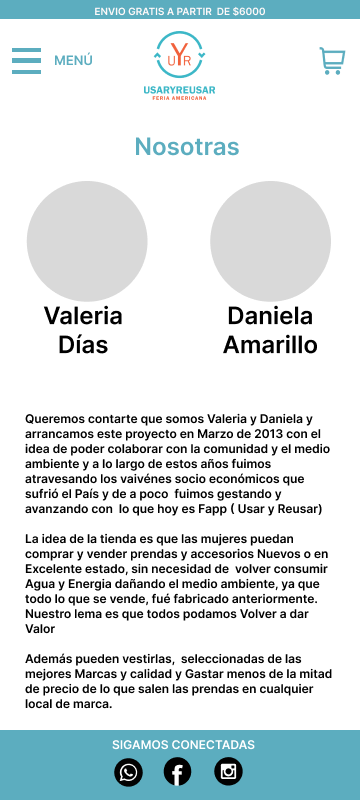 ENVIO GRATIS A PARTIR DE $6000
MENÚ
UYR
USARYREUSAR
FERIA AMERICANA
Nosotras
Valeria
Días
Daniela
Amarillo
Queremos contarte que somos Valeria y Daniela y
arrancamos este proyecto en Marzo de 2013 con el
idea de poder colaborar con la comunidad y el medio
ambiente y a lo largo de estos años fuimos
atravesando los vaivénes socio económicos que
sufrió el País y de a poco fuimos gestando y
avanzando con lo que hoy es Fapp ( Usar y Reusar)
La idea de la tienda es que las mujeres puedan
comprar y vender prendas y accesorios Nuevos o en
Excelente estado, sin necesidad de volver consumir
Agua y Energia dañando el medio ambiente, ya que
todo lo que se vende, fué fabricado anteriormente.
Nuestro lema es que todos podamos Volver a dar
Valor
Además pueden vestirlas, seleccionadas de las
mejores Marcas y calidad y Gastar menos de la mitad
de precio de lo que salen las prendas en cualquier
local de marca.
SIGAMOS CONECTADAS